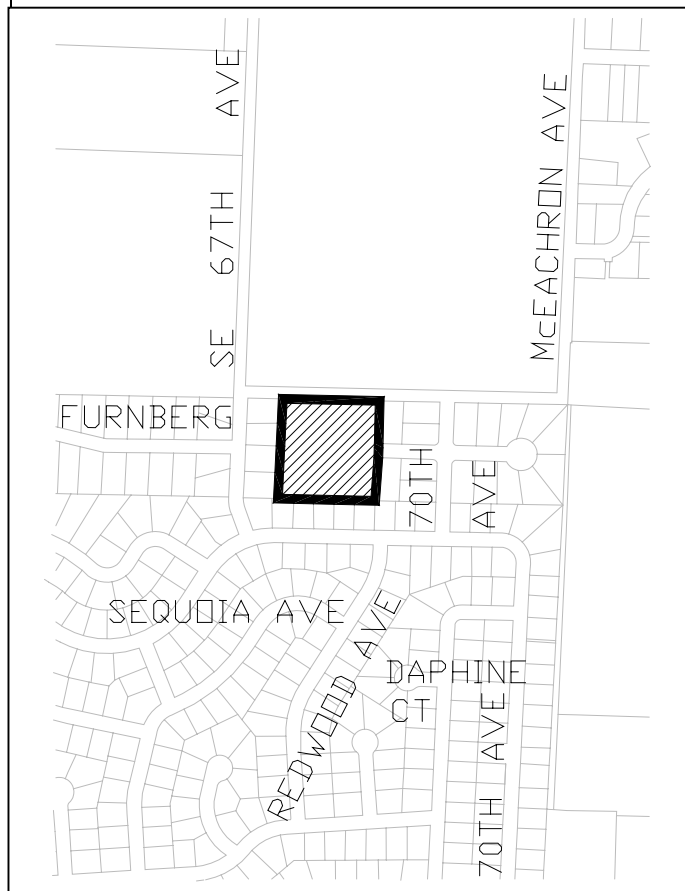 SE 67TH AVE
McEACHRON AVE
FURNBERG
70TH AVE
SEQUOIA AVE
REDWOOD AVE
DAPHINE
CT
70TH AVE